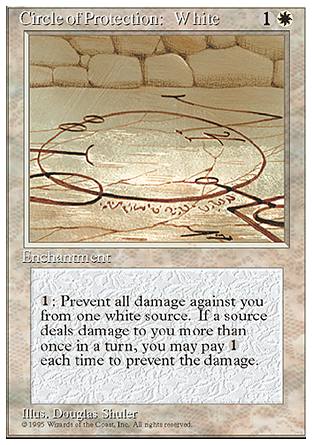 Circle of Protection: White 1
Enchantment
1: Prevent all damage against you
from one white source. If a source
deals damage to you more than
once in a turn, you may pay 1
each time to prevent the damage.
Illus. Douglas Shuler
©1995 Wizards of the Coast, Inc. All rights reserved.